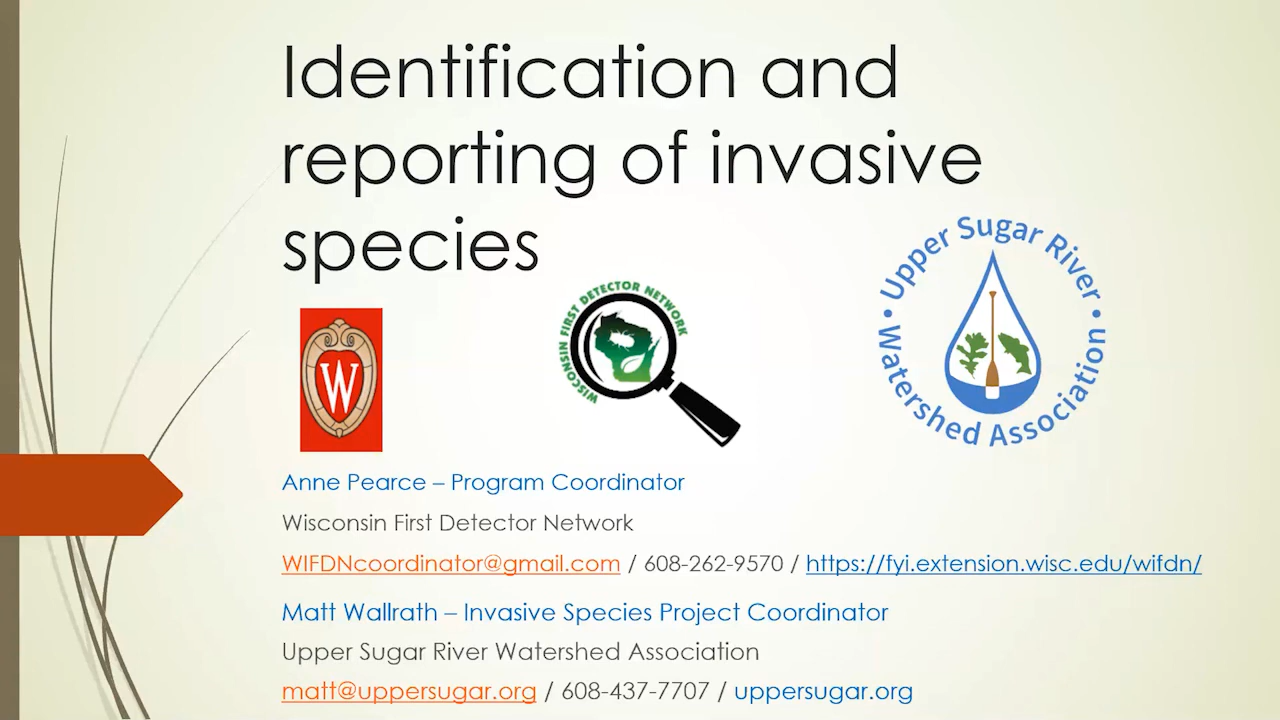 Identification and
reporting of invasive
species
W
WISCONSIN FIRST DETECTOR NETWORK
• Upper Sugar River •
Watershed Association
Anne Pearce – Program Coordinator
Wisconsin First Detector Network
WIFDNcoordinator@gmail.com / 608-262-9570 / https://fyi.extension.wisc.edu/wifdn/
Matt Wallrath – Invasive Species Project Coordinator
Upper Sugar River Watershed Association
matt@uppersugar.org / 608-437-7707 / uppersugar.org